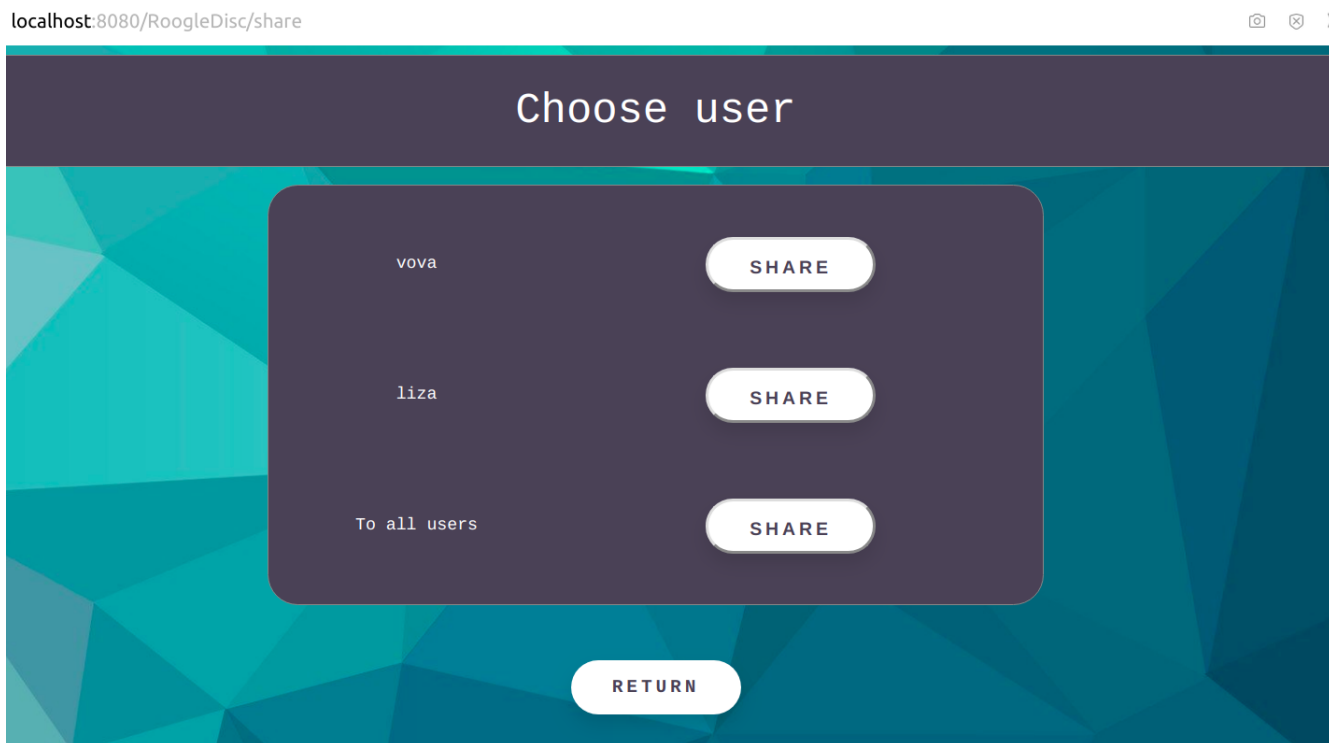 localhost:8080/RoogleDisc/share
Choose user
vova SHARE
liza SHARE
To all users SHARE
RETURN